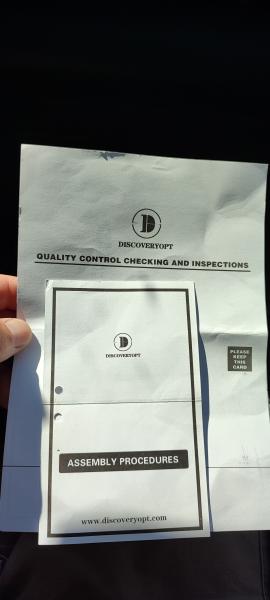 D
DISCOVERYOPT
QUALITY CONTROL CHECKING AND INSPECTIONS
PLEASE
KEEP
THIS
CARD
D
DISCOVERYOPT
ASSEMBLY PROCEDURES
www.discoveryopt.com